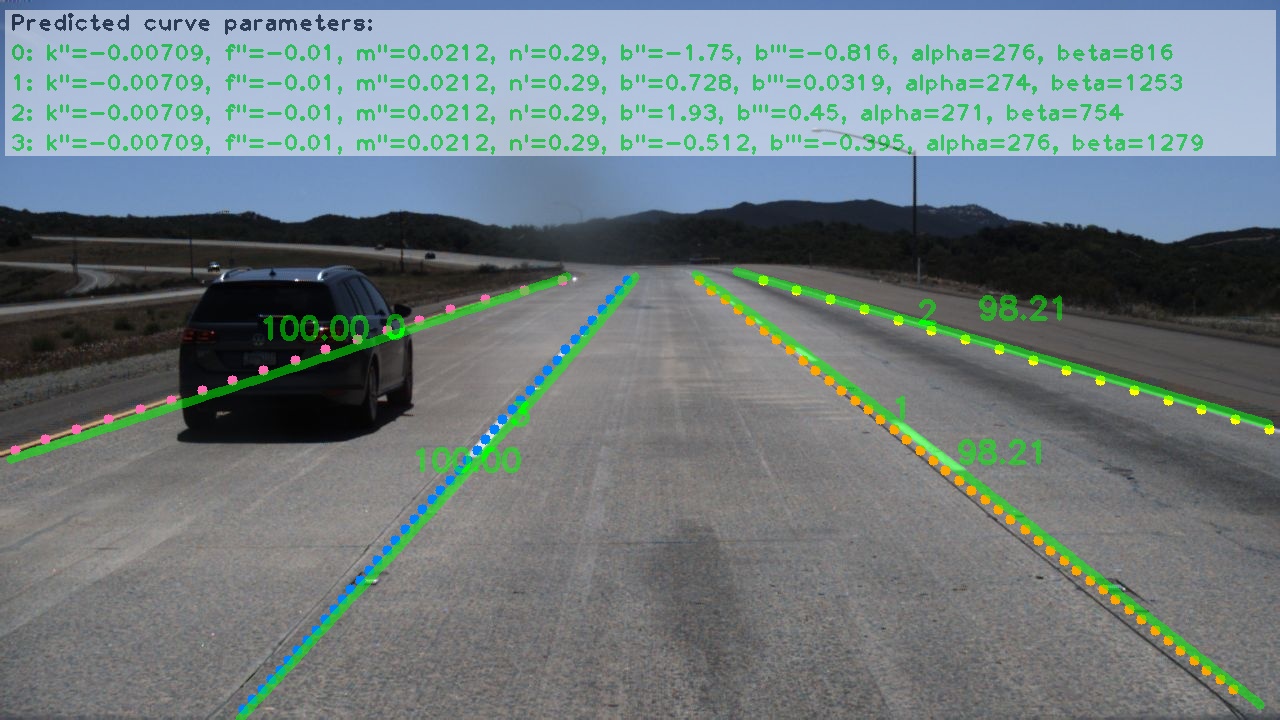 Predicted curve parameters:
0: k"=-0.00709, f"=-0.01, m"=0.0212, n'=0.29, b"=-1.75, b'''=-0.816, alpha=276, beta=816
1: k"=-0.00709, f"=-0.01, m"=0.0212, n'=0.29, b"=0.728, b'''=0.0319, alpha=274, beta=1253
2: k"=-0.00709, f"=-0.01, m"=0.0212, n'=0.29, b"=1.93, b'''=0.45, alpha=271, beta=754
3: k"=-0.00709, f"=-0.01, m"=0.0212, n'=0.29, b"=-0.512, b'''=-0.395, alpha=276, beta=1279
2 98.21
100.00 0
1
3
98.21
100.00